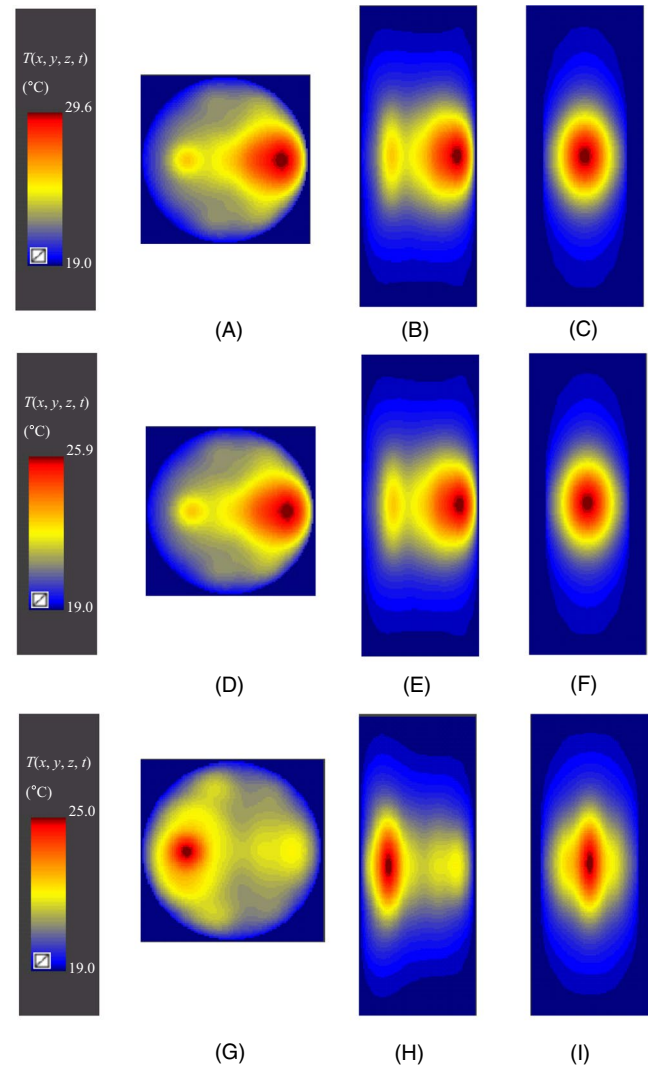 T(x, y, z, t)
(°C)
29.6
19.0
(A)
(B)
(C)
T(x, y, z, t)
(°C)
25.9
19.0
(D)
(E)
(F)
T(x, y, z, t)
(°C)
25.0
19.0
(G)
(H)
(I)